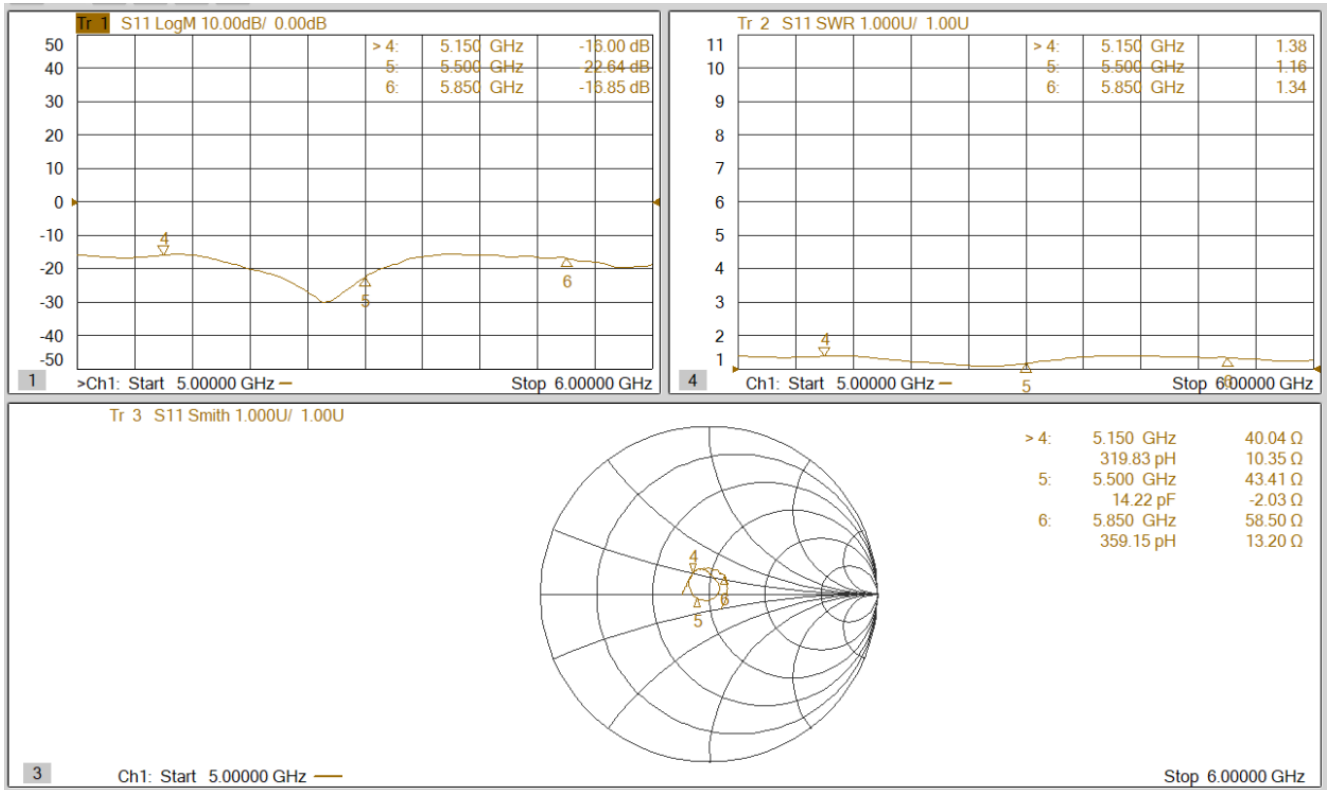 Tr 1 S11 LogM 10.00dB/ 0.00dB
50
40
30
20
10
0
-10
-20
-30
-40
-50
> 4: 5.150 GHz -16.00 dB
5: 5.500 GHz -22.64 dB
6: 5.850 GHz -16.85 dB
4
5
6
1 >Ch1: Start 5.00000 GHz Stop 6.00000 GHz
Tr 2 S11 SWR 1.000U/ 1.00U
11
10
9
8
7
6
5
4
3
2
1
> 4: 5.150 GHz 1.38
5: 5.500 GHz 1.16
6: 5.850 GHz 1.34
4
5
6
4 Ch1: Start 5.00000 GHz Stop 6.00000 GHz
Tr 3 S11 Smith 1.000U/ 1.00U
> 4: 5.150 GHz 40.04 Ω
319.83 pH 10.35 Ω
5: 5.500 GHz 43.41 Ω
14.22 pF -2.03 Ω
6: 5.850 GHz 58.50 Ω
359.15 pH 13.20 Ω
4
6
5
3 Ch1: Start 5.00000 GHz Stop 6.00000 GHz